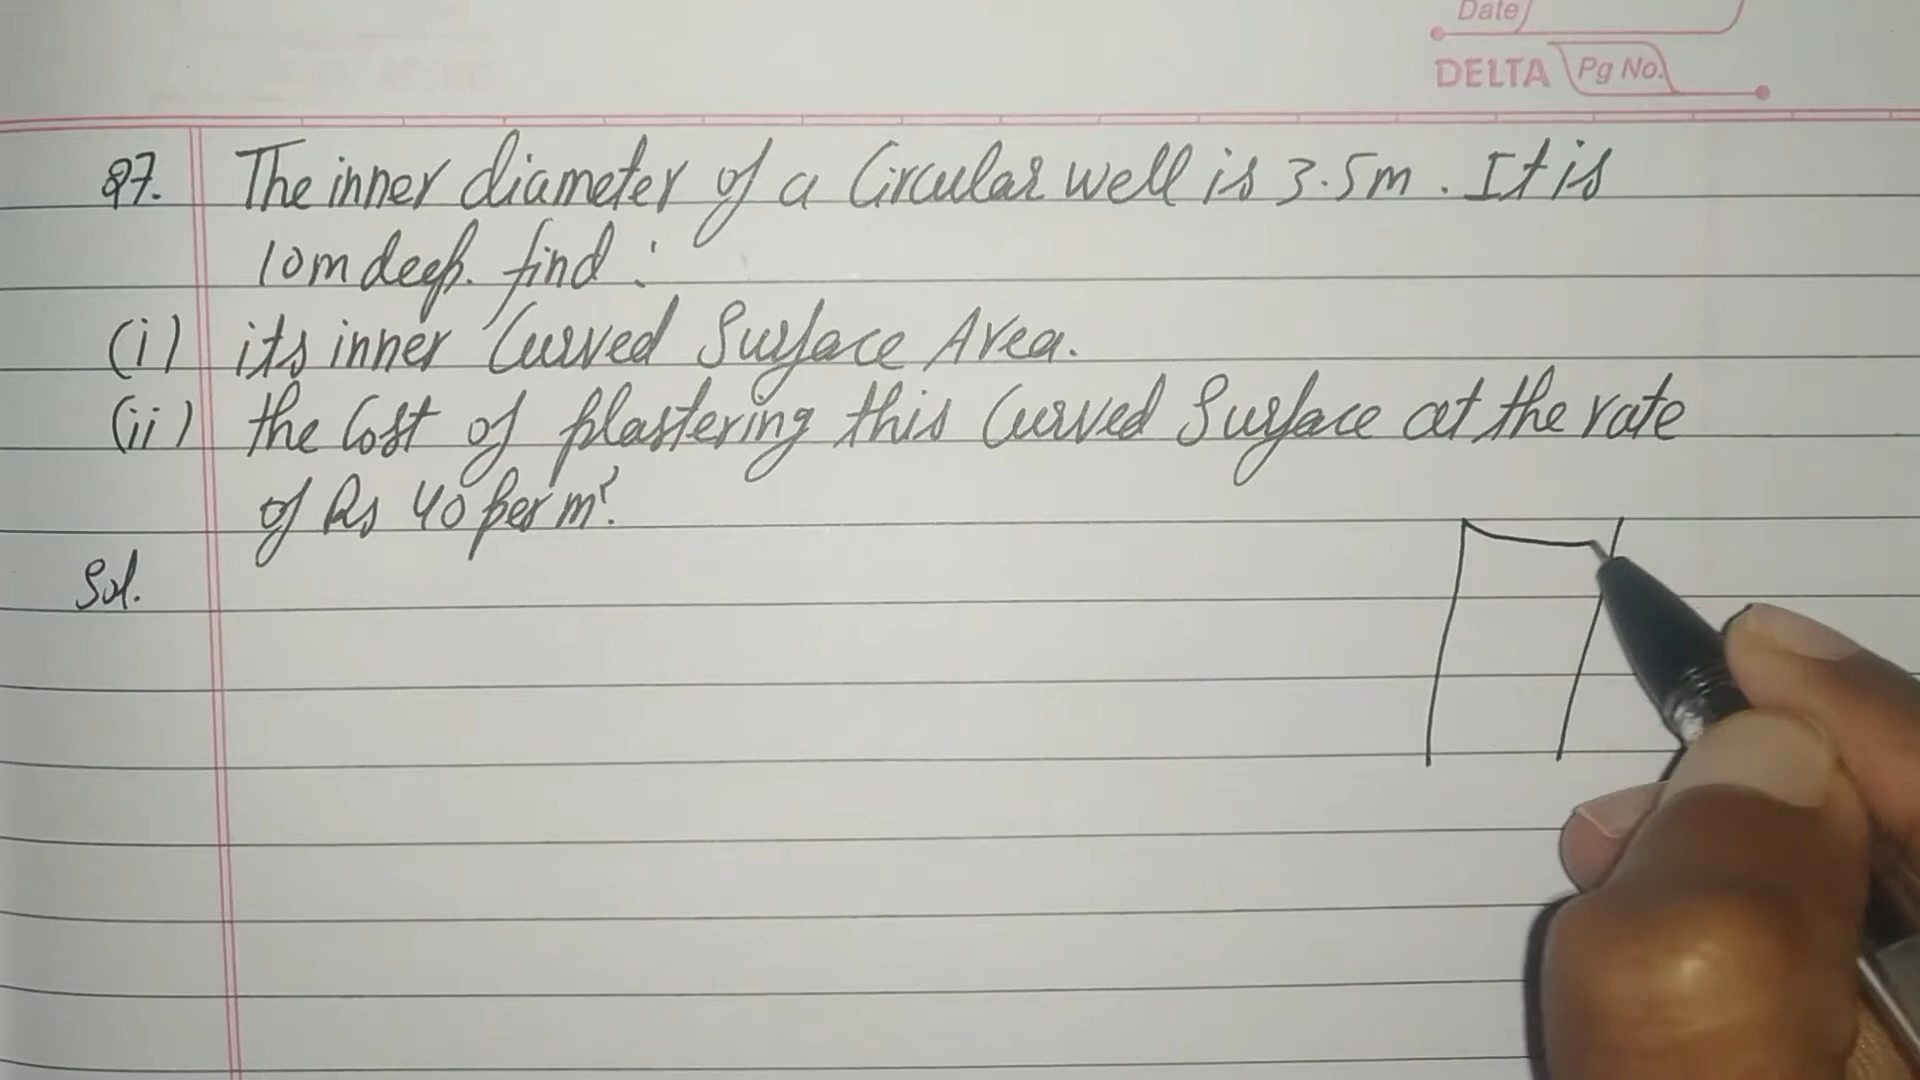 Date
DELTA Pg No.
Q7. The inner diameter of a Circular well is 3.5m. It is
10m deep. find :
(i) its inner Curved Surface Area.
(ii) the Cost of plastering this Curved Surface at the rate
of Rs 40 per m².
Sol.